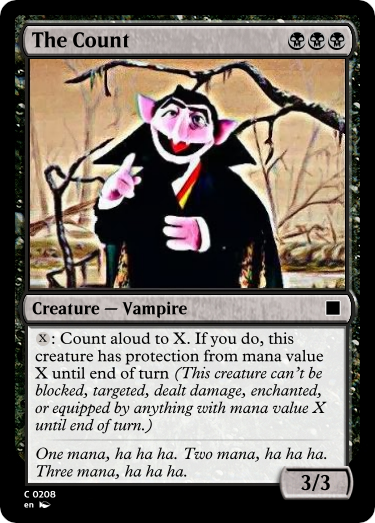 The Count
Creature — Vampire
X: Count aloud to X. If you do, this
creature has protection from mana value
X until end of turn (This creature can't be
blocked, targeted, dealt damage, enchanted,
or equipped by anything with mana value X
until end of turn.)
One mana, ha ha ha. Two mana, ha ha ha.
Three mana, ha ha ha.
3/3
C 0208
en